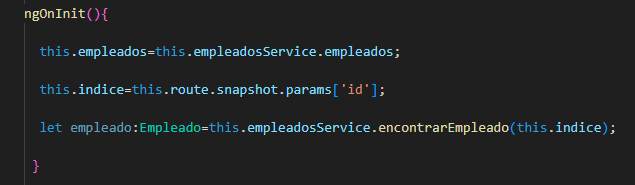 ngOnInit(){
this.empleados=this.empleadosService.empleados;
this.indice=this.route.snapshot.params['id'];
let empleado:Empleado=this.empleadosService.encontrarEmpleado(this.indice);
}